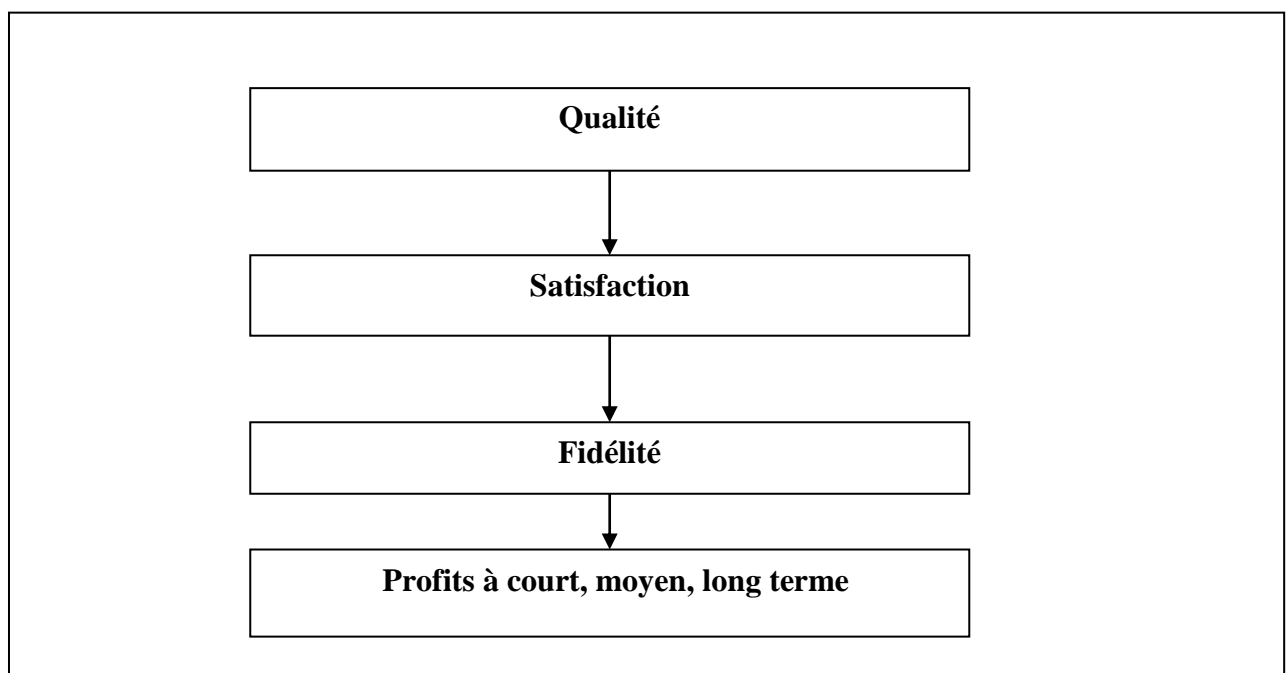 Qualité
Satisfaction
Fidélité
Profits à court, moyen, long terme